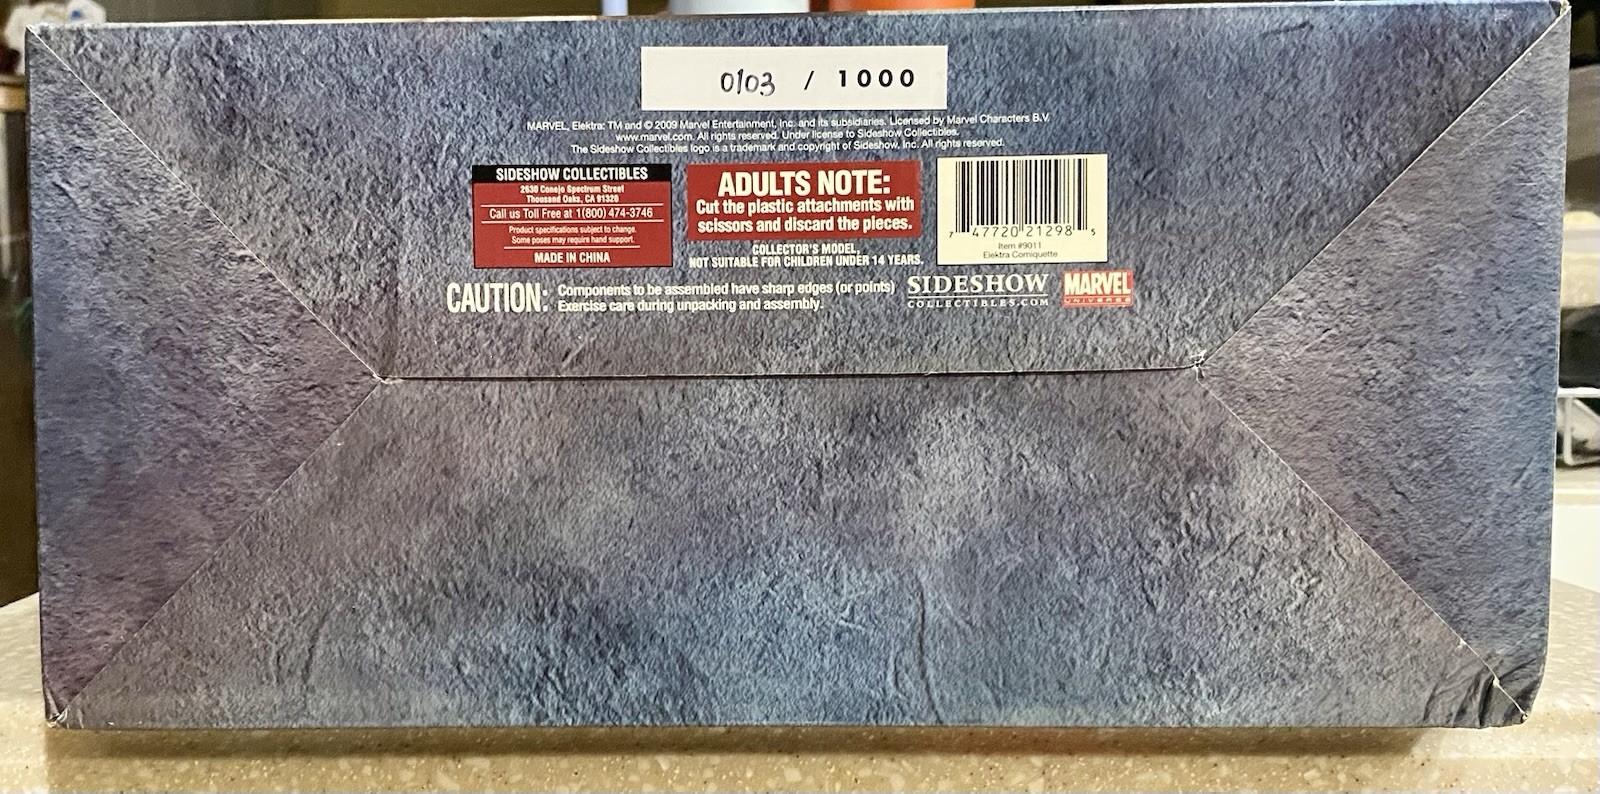 0103 / 1000
MARVEL, Elektra: TM and © 2009 Marvel Entertainment, Inc. and its subsidiaries. Licensed by Marvel Characters B.V.
www.marvel.com. All rights reserved. Under license to Sideshow Collectibles.
The Sideshow Collectibles logo is a trademark and copyright of Sideshow, Inc. All rights reserved.
SIDESHOW COLLECTIBLES
2630 Conejo Spectrum Street
Thousand Oaks, CA 91320
Call us Toll Free at 1(800) 474-3746
Product specifications subject to change.
Some poses may require hand support.
MADE IN CHINA
ADULTS NOTE:
Cut the plastic attachments with
scissors and discard the pieces.
COLLECTOR'S MODEL,
NOT SUITABLE FOR CHILDREN UNDER 14 YEARS.
7 47720 21298 5
Item #9011
Elektra Comiquette
CAUTION:
Components to be assembled have sharp edges (or points)
Exercise care during unpacking and assembly.
SIDESHOW
COLLECTIBLES.COM
MARVEL
UNIVERSE